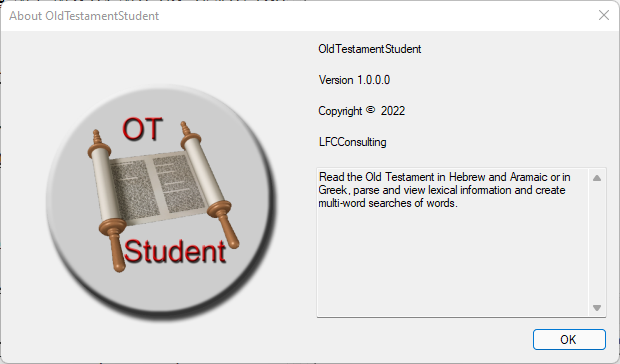 About OldTestamentStudent
OT
Student
OldTestamentStudent
Version 1.0.0.0
Copyright © 2022
LFCConsulting
Read the Old Testament in Hebrew and Aramaic or in
Greek, parse and view lexical information and create
multi-word searches of words.
OK